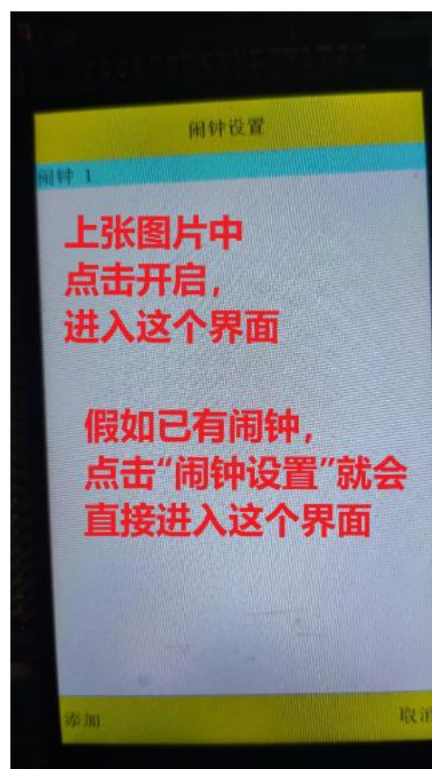 闹钟设置
闹钟 1
上张图片中
点击开启，
进入这个界面
假如已有闹钟，
点击“闹钟设置”就会
直接进入这个界面
添加
取消